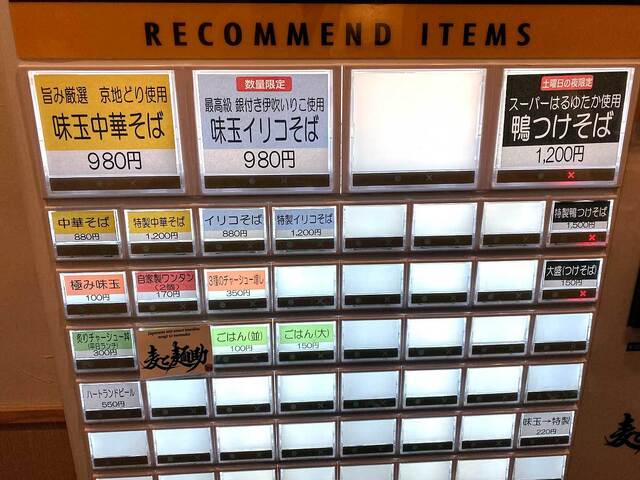 RECOMMEND ITEMS
旨み厳選 京地どり使用
味玉中華そば
980円
数量限定
最高級 銀付き伊吹いりこ使用
味玉イリコそば
980円
土曜日の夜限定
スーパーはるゆたか使用
鴨つけそば
1,200円
中華そば
880円
特製中華そば
1,200円
イリコそば
880円
特製イリコそば
1,200円
特製鴨つけそば
1,500円
極み味玉
100円
自家製ワンタン
(2個)
170円
3種のチャーシュー増し
350円
大盛(つけそば)
150円
炙りチャーシュー丼
(平日ランチ)
300円
麦と麺助
ごはん(並)
100円
ごはん(大)
150円
ハートランドビール
550円
味玉→特製
220円